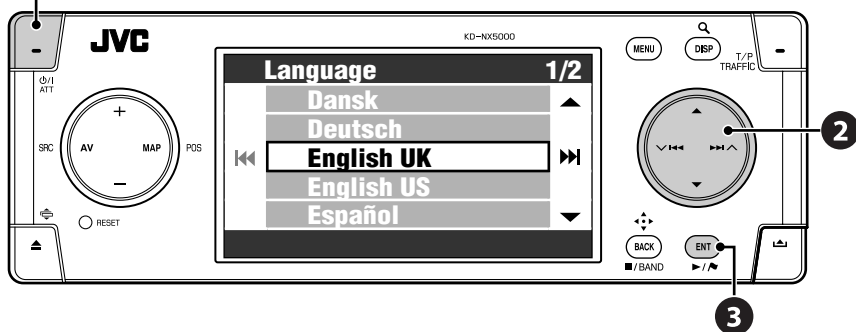 JVC
KD-NX5000
MENU
DISP
T/P
TRAFFIC
/I
ATT
SRC
AV
MAP
POS
RESET
Language 1/2
Dansk
Deutsch
English UK
English US
Español
BACK
ENT
/BAND
2
3